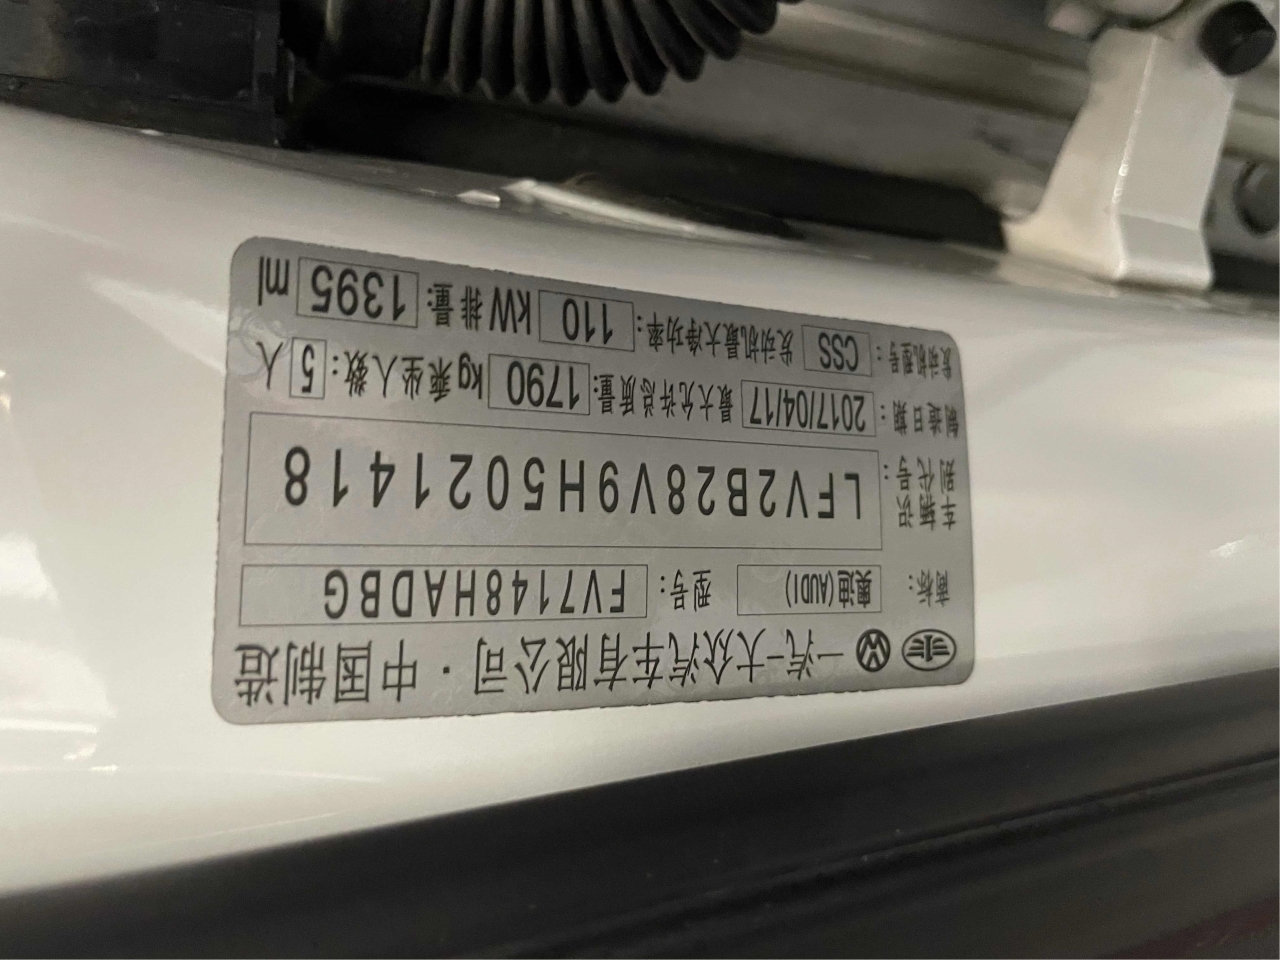 一汽-大众汽车有限公司·中国制造
商标: 奥迪(AUDI) 型号: FV7148HADBG
车辆识别代号: LFV2B28V9H5021418
制造日期: 2017/04/17 最大允许总质量: 1790 kg 乘坐人数: 5 人
发动机型号: CSS 发动机最大净功率: 110 kW 排量: 1395 ml